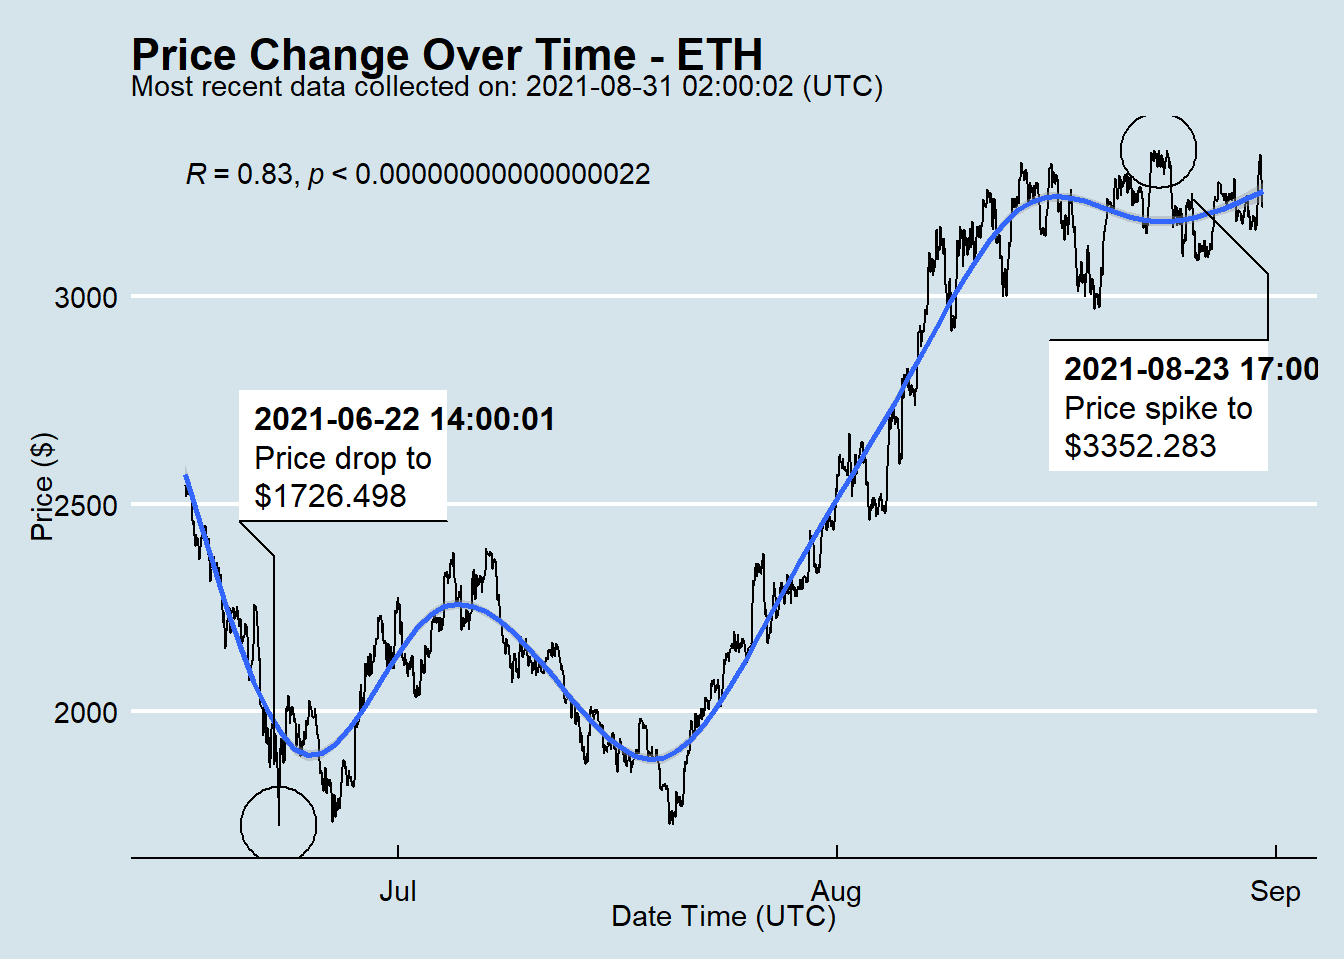 Price Change Over Time - ETH
Most recent data collected on: 2021-08-31 02:00:02 (UTC)
R = 0.83, p < 0.00000000000000022
3000
2021-08-23 17:00
Price spike to
$3352.283
2021-06-22 14:00:01
Price drop to
$1726.498
Price ($)
2500
2000
Jul
Aug
Sep
Date Time (UTC)